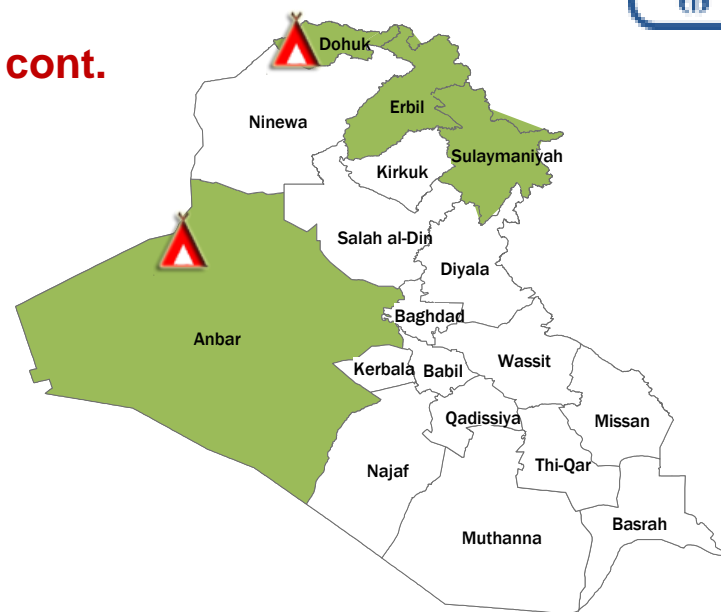 cont.
Dohuk
Erbil
Ninewa
Sulaymaniyah
Kirkuk
Salah al-Din
Diyala
Baghdad
Anbar
Wassit
Kerbala
Babil
Qadissiya
Missan
Najaf
Thi-Qar
Basrah
Muthanna